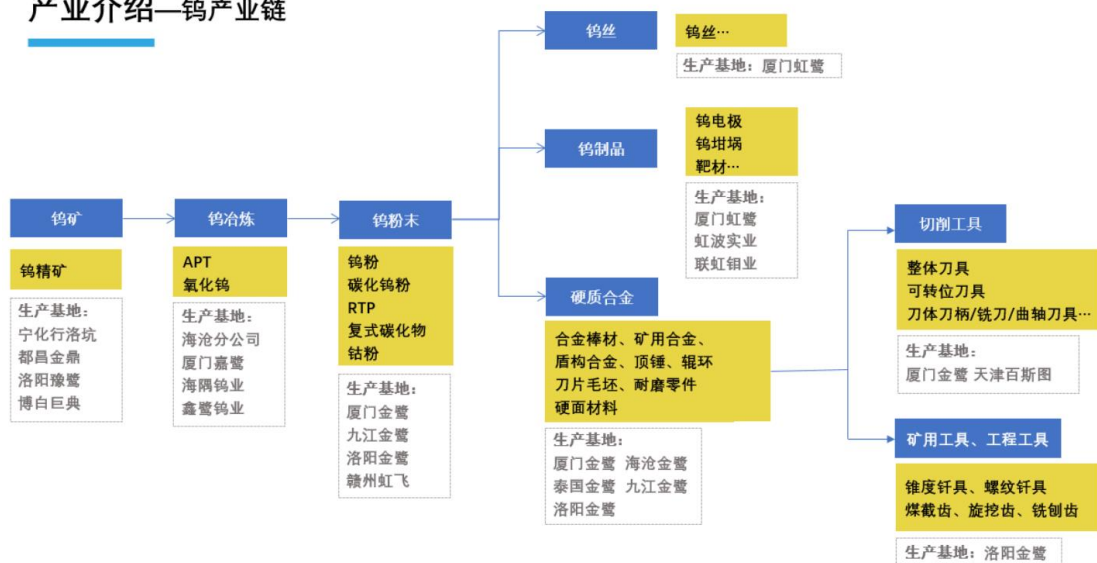 产业介绍—钨产业链
钨丝
钨丝…
生产基地：厦门虹鹭
钨制品
钨电极
钨坩埚
靶材…
生产基地：
厦门虹鹭
虹波实业
联虹钼业
钨矿
钨精矿
生产基地：
宁化行洛坑
都昌金鼎
洛阳豫鹭
博白巨典
钨冶炼
APT
氧化钨
生产基地：
海沧分公司
厦门嘉鹭
海隅钨业
鑫鹭钨业
钨粉末
钨粉
碳化钨粉
RTP
复式碳化物
钴粉
生产基地：
厦门金鹭
九江金鹭
洛阳金鹭
赣州虹飞
硬质合金
合金棒材、矿用合金、
盾构合金、顶锤、辊环
刀片毛坯、耐磨零件
硬面材料
生产基地：
厦门金鹭 海沧金鹭
泰国金鹭 九江金鹭
洛阳金鹭
切削工具
整体刀具
可转位刀具
刀体刀柄/铣刀/曲轴刀具…
生产基地：
厦门金鹭 天津百斯图
矿用工具、工程工具
锥度钎具、螺纹钎具
煤截齿、旋挖齿、铣刨齿
生产基地：洛阳金鹭